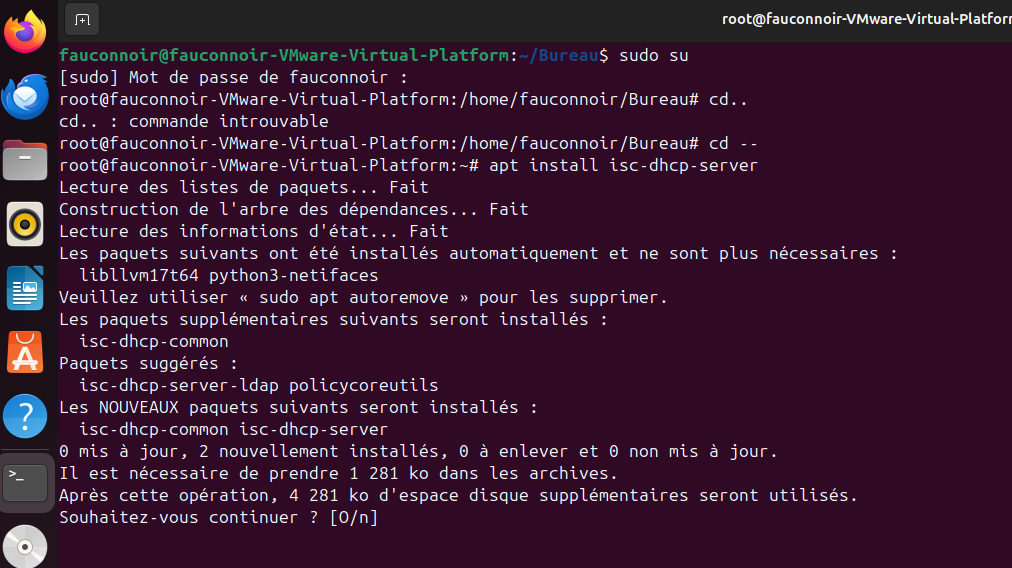 root@fauconnoir-VMware-Virtual-Platform
fauconnoir@fauconnoir-VMware-Virtual-Platform:~/Bureau$ sudo su
[sudo] Mot de passe de fauconnoir :
root@fauconnoir-VMware-Virtual-Platform:/home/fauconnoir/Bureau# cd..
cd.. : commande introuvable
root@fauconnoir-VMware-Virtual-Platform:/home/fauconnoir/Bureau# cd --
root@fauconnoir-VMware-Virtual-Platform:~# apt install isc-dhcp-server
Lecture des listes de paquets... Fait
Construction de l'arbre des dépendances... Fait
Lecture des informations d'état... Fait
Les paquets suivants ont été installés automatiquement et ne sont plus nécessaires :
  libllvm17t64 python3-netifaces
Veuillez utiliser « sudo apt autoremove » pour les supprimer.
Les paquets supplémentaires suivants seront installés :
  isc-dhcp-common
Paquets suggérés :
  isc-dhcp-server-ldap policycoreutils
Les NOUVEAUX paquets suivants seront installés :
  isc-dhcp-common isc-dhcp-server
0 mis à jour, 2 nouvellement installés, 0 à enlever et 0 non mis à jour.
Il est nécessaire de prendre 1 281 ko dans les archives.
Après cette opération, 4 281 ko d'espace disque supplémentaires seront utilisés.
Souhaitez-vous continuer ? [O/n]